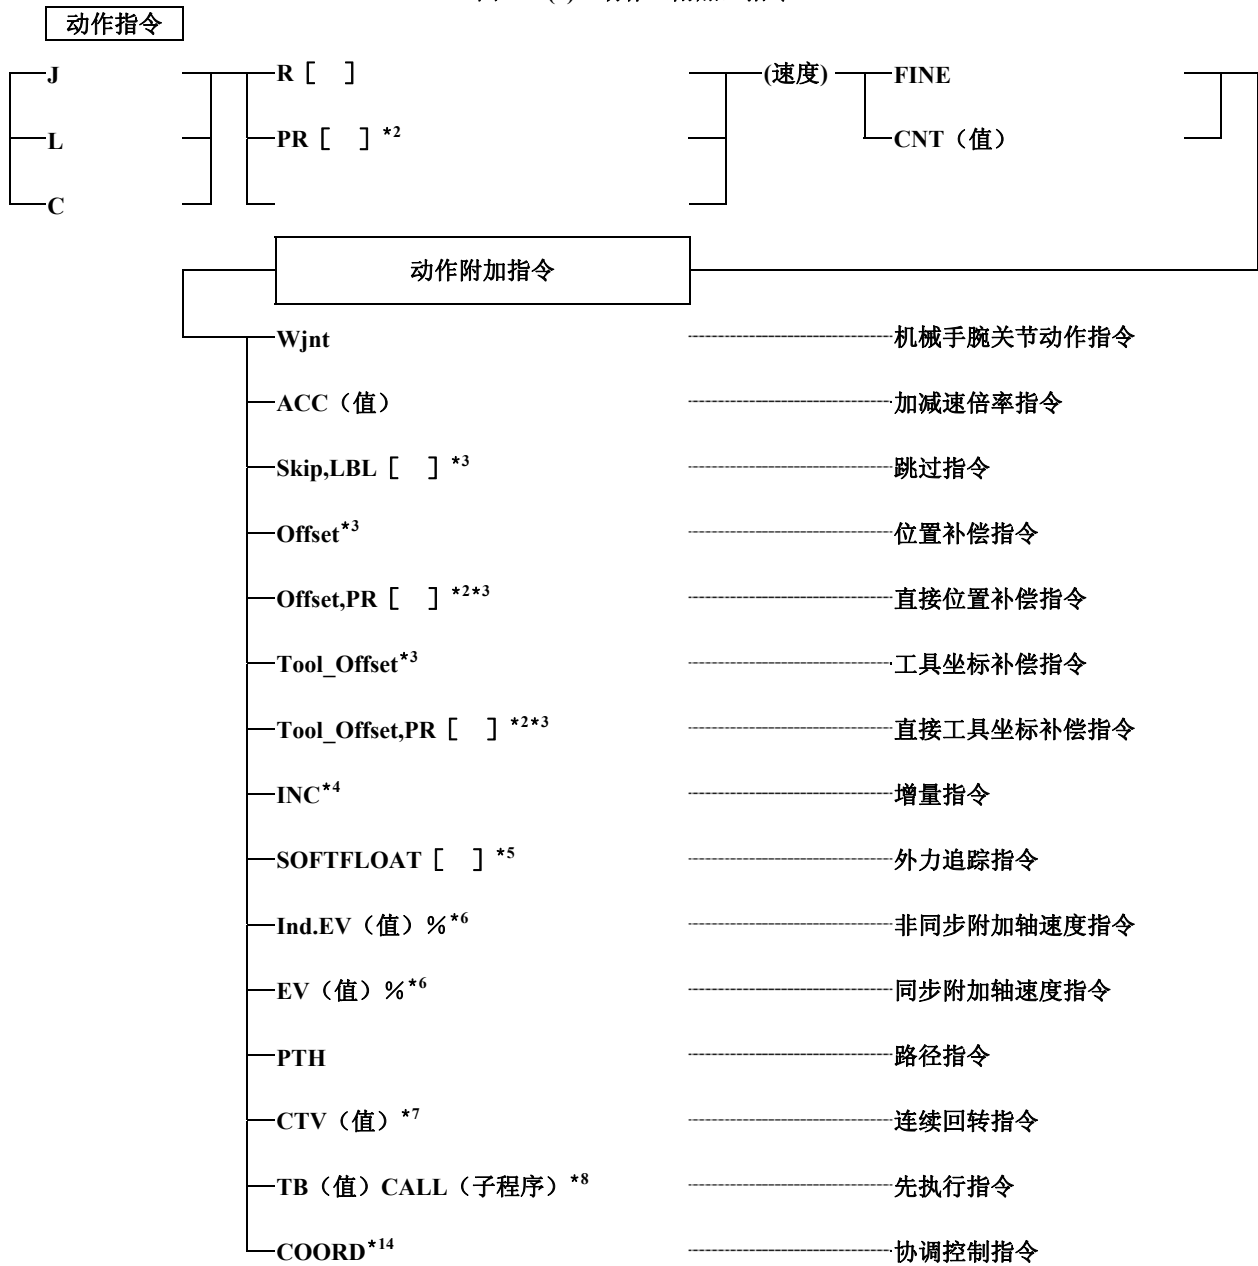 动作指令
J R［ ］ (速度) FINE
L PR［ ］*2 CNT（值）
C
动作附加指令
Wjnt 机械手腕关节动作指令
ACC（值） 加减速倍率指令
Skip,LBL［ ］*3 跳过指令
Offset*3 位置补偿指令
Offset,PR［ ］*2*3 直接位置补偿指令
Tool_Offset*3 工具坐标补偿指令
Tool_Offset,PR［ ］*2*3 直接工具坐标补偿指令
INC*4 增量指令
SOFTFLOAT［ ］*5 外力追踪指令
Ind.EV（值）％*6 非同步附加轴速度指令
EV（值）％*6 同步附加轴速度指令
PTH 路径指令
CTV（值）*7 连续回转指令
TB（值）CALL（子程序）*8 先执行指令
COORD*14 协调控制指令